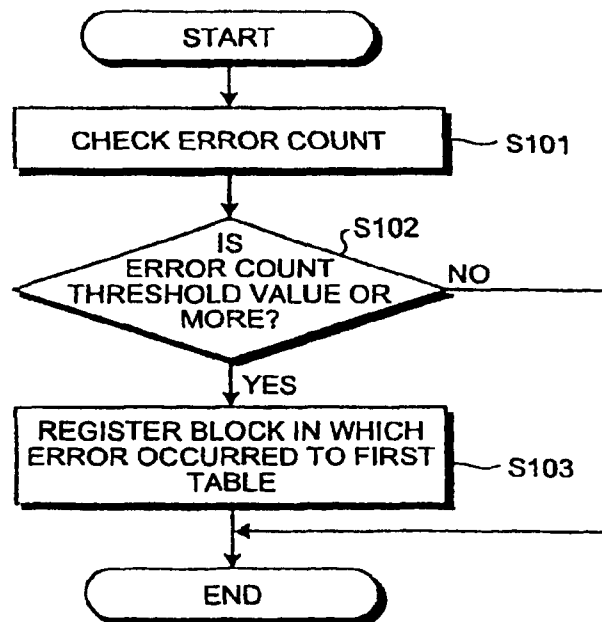 START
CHECK ERROR COUNT
S101
S102
IS
ERROR COUNT
THRESHOLD VALUE OR
MORE?
NO
YES
REGISTER BLOCK IN WHICH
ERROR OCCURRED TO FIRST
TABLE
S103
END